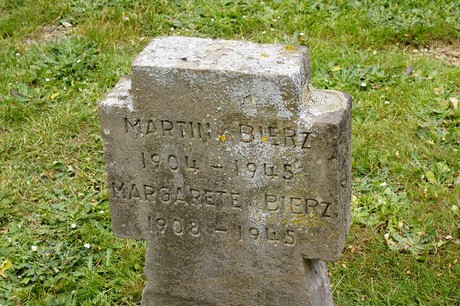 MARTIN BIERZ
1904 - 1945
MARGARETE BIERZ
1908 - 1945